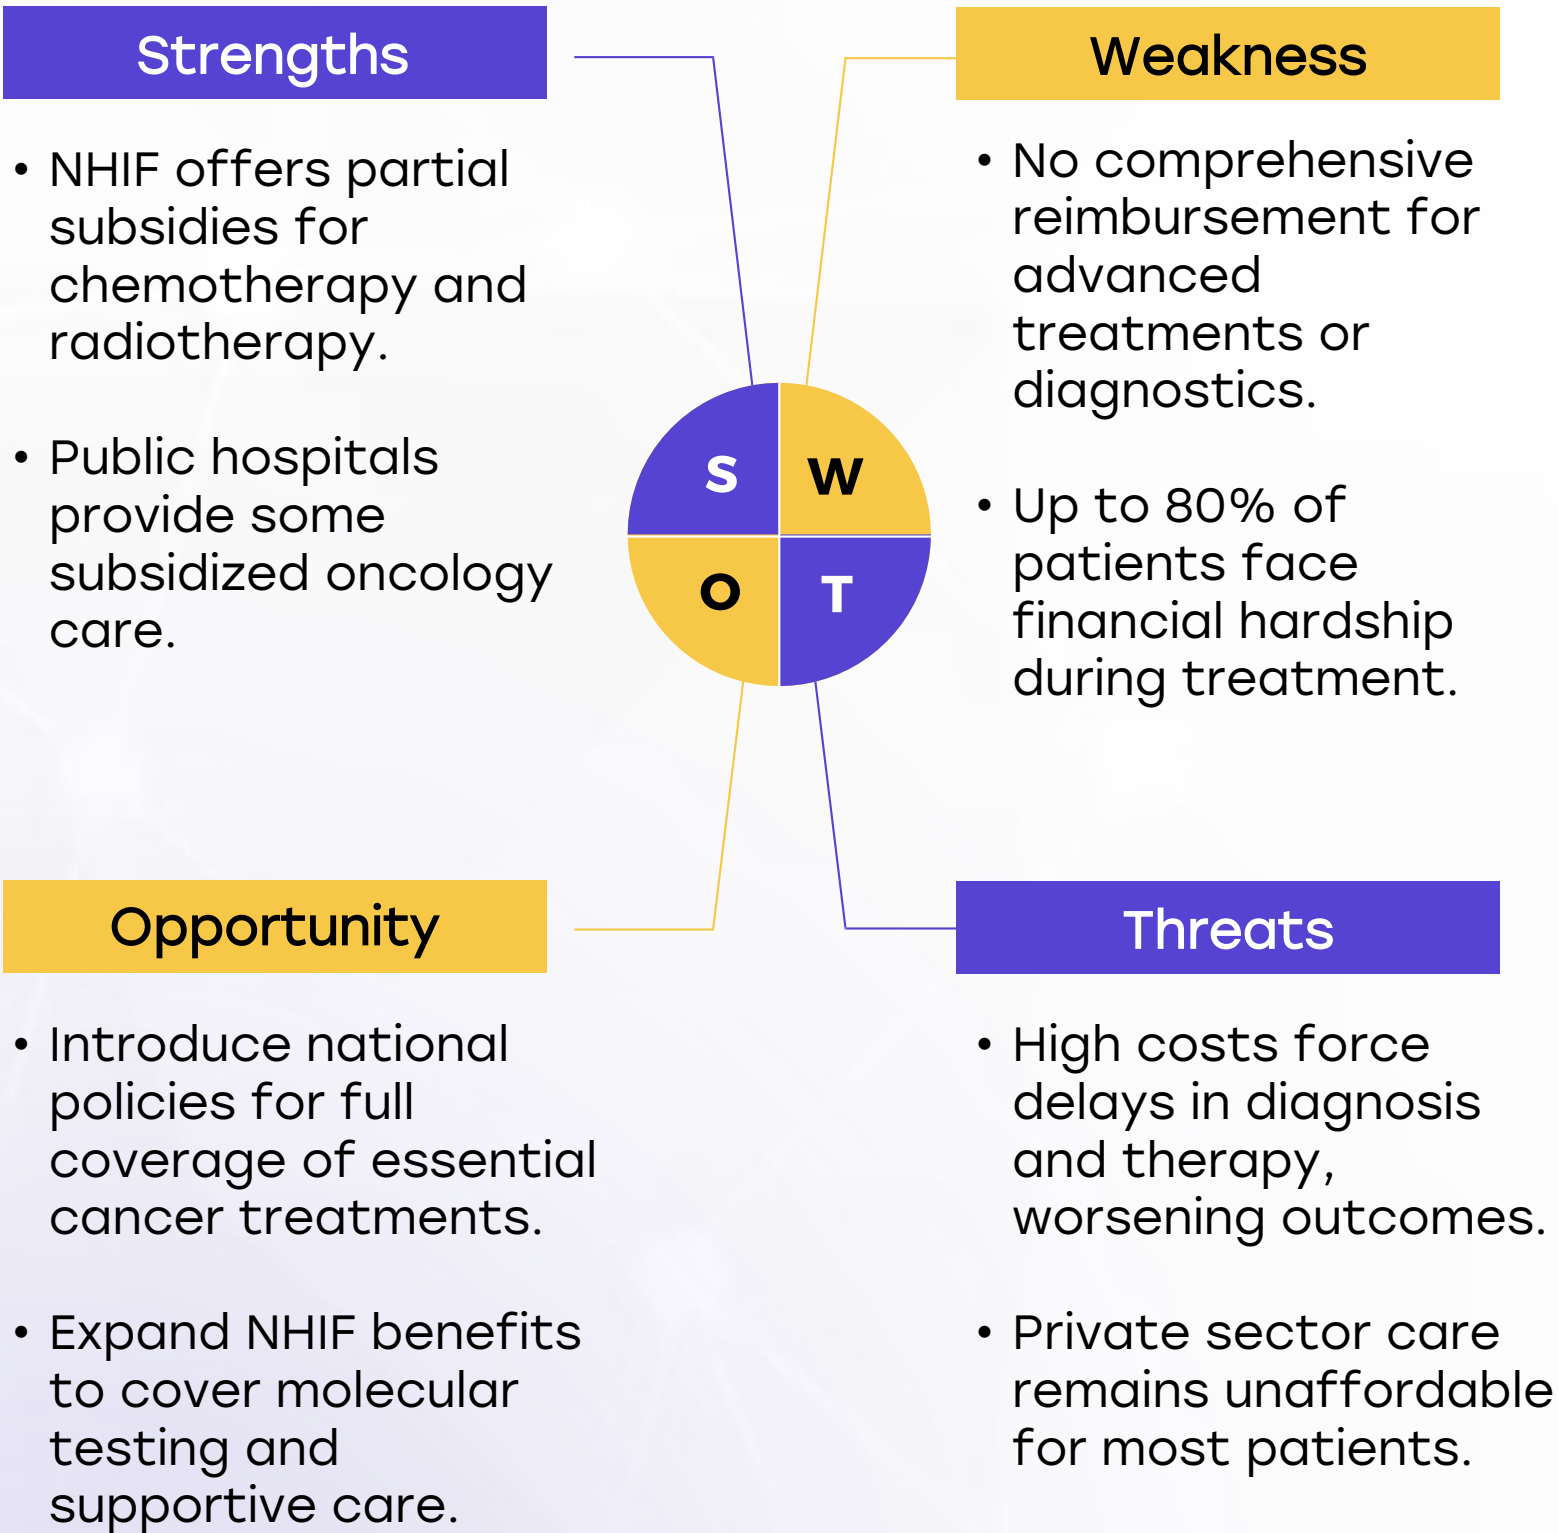 Strengths
• NHIF offers partial
subsidies for
chemotherapy and
radiotherapy.
• Public hospitals
provide some
subsidized oncology
care.
Weakness
• No comprehensive
reimbursement for
advanced
treatments or
diagnostics.
• Up to 80% of
patients face
financial hardship
during treatment.
S W
O T
Opportunity
• Introduce national
policies for full
coverage of essential
cancer treatments.
• Expand NHIF benefits
to cover molecular
testing and
supportive care.
Threats
• High costs force
delays in diagnosis
and therapy,
worsening outcomes.
• Private sector care
remains unaffordable
for most patients.